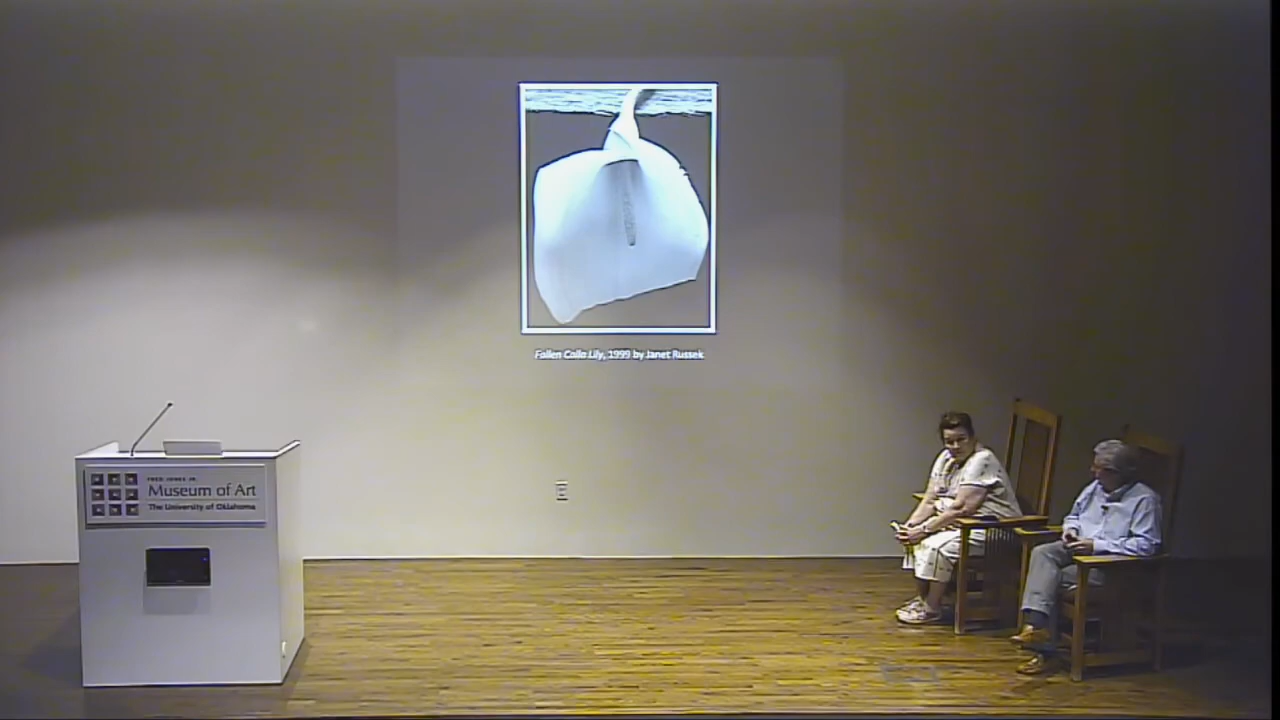 Fallen Calla Lily, 1999 by Janet Russek
FRED JONES JR.
Museum of Art
The University of Oklahoma